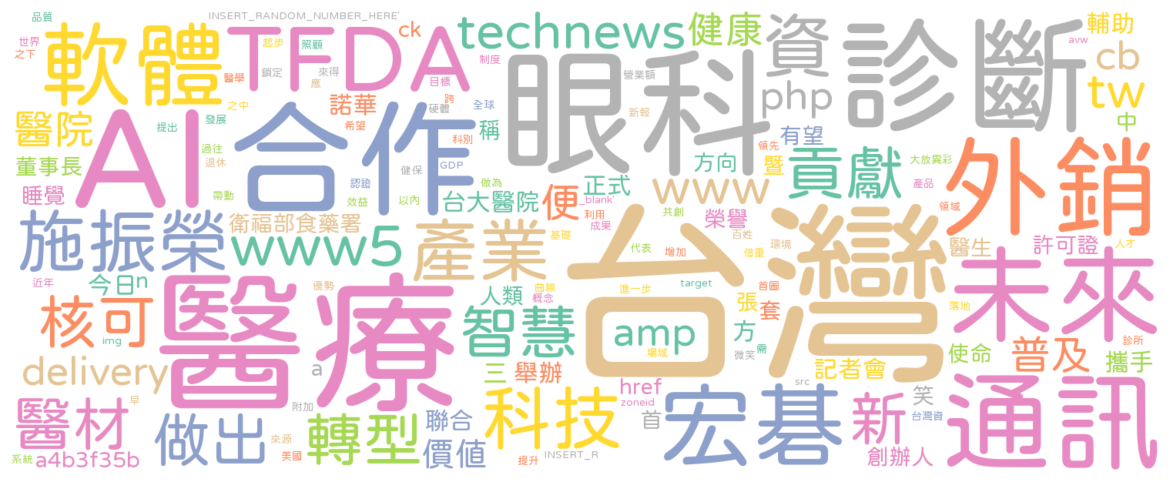 品質
INSERT_RANDOM_NUMBER_HERE
世界
之下
軟體
TFDA
ck
technews
健康
資
診斷
輔助
avw
cb
tw
中
起步
照顧
醫學
鎖定
來得
應
目標
制度
營業額
眼科
php
醫院
AI
合作
諾華
硬體
跨
全球
希望
稱
新報
有望
提出
發展
之中
過往
退休
科別
領先
大放異彩
董事長
健保
GDP
方向
暨
貢獻
外銷
睡覺
帶動
認證
效益
以內
做為
台大醫院
便
正式
_blank
利用
成果
www
產品
領域
施振榮
衛福部食藥署
www5
產業
基礎
共創
代表
增加
榮譽
百姓
借重
環境
台灣
醫生
許可證
人才
近年
今日
n
醫療
優勢
人類
曲線
概念
進一步
target
張
首圖
套
落地
未來
核可
img
智慧
amp
場域
方
微笑
需
使命
普及
診所
攜手
delivery
a
三
舉辦
href
zoneid
記者會
src
笑
早
附加
醫材
做出
轉型
聯合
科技
首
宏碁
新
台灣資
通訊
系統
a4b3f35b
來源
美國
價值
提升
INSERT_R
創辦人